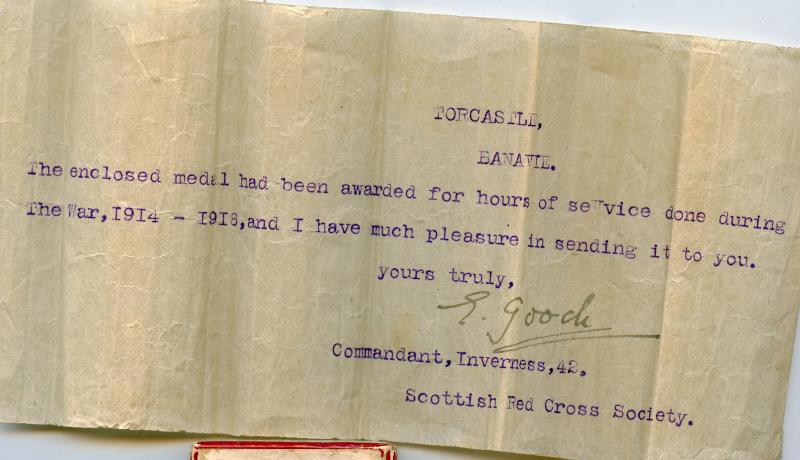 TORCASTLE,
BANAVIE.
The enclosed medal had been awarded for hours of service done during
The War,1914 - 1918,and I have much pleasure in sending it to you.
yours truly,
E. Gooch
Commandant, Inverness,42,
Scottish Red Cross Society.